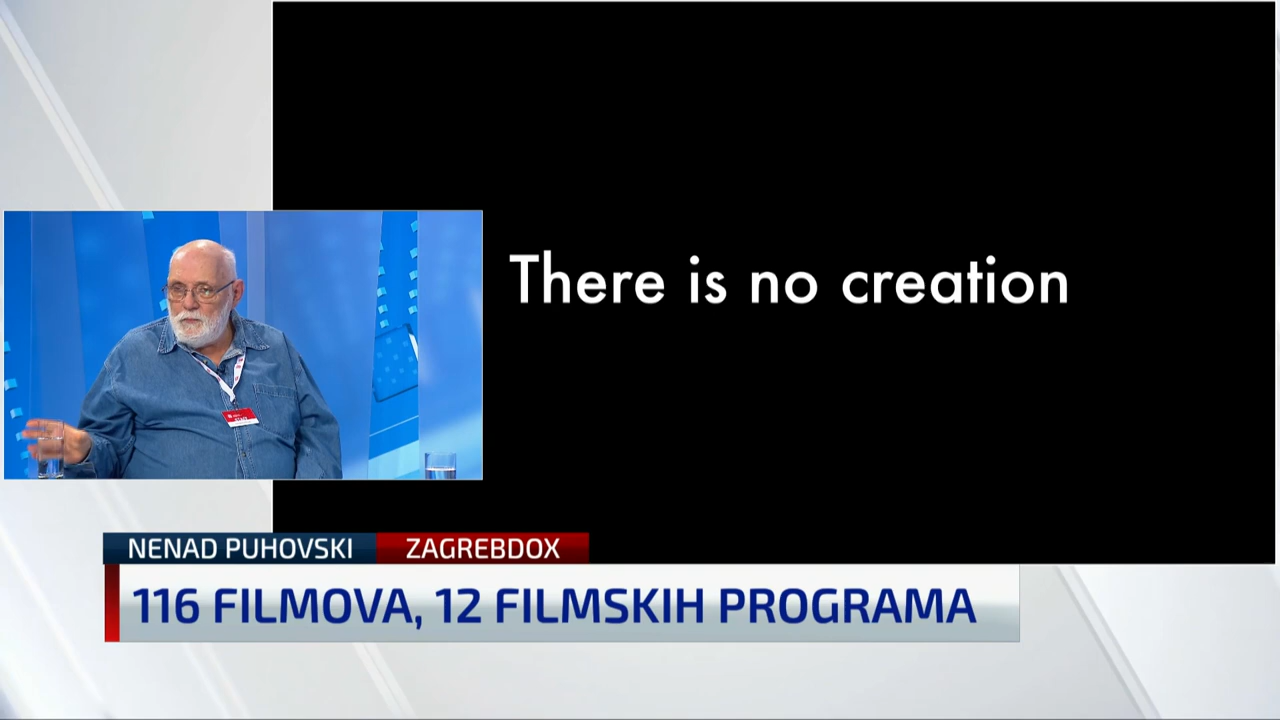 There is no creation
NENAD PUHOVSKI ZAGREBDOX
116 FILMOVA, 12 FILMSKIH PROGRAMA